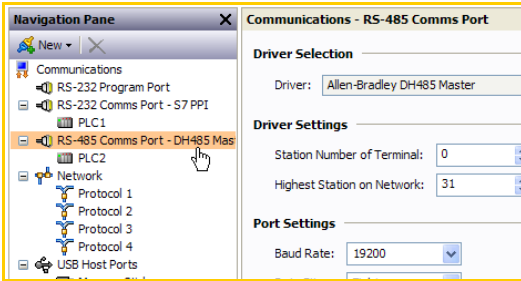 Navigation Pane
New
Communications
RS-232 Program Port
RS-232 Comms Port - S7 PPI
PLC1
RS-485 Comms Port - DH485 Mas
PLC2
Network
Protocol 1
Protocol 2
Protocol 3
Protocol 4
USB Host Ports
Communications - RS-485 Comms Port
Driver Selection
Driver: Allen-Bradley DH485 Master
Driver Settings
Station Number of Terminal: 0
Highest Station on Network: 31
Port Settings
Baud Rate: 19200